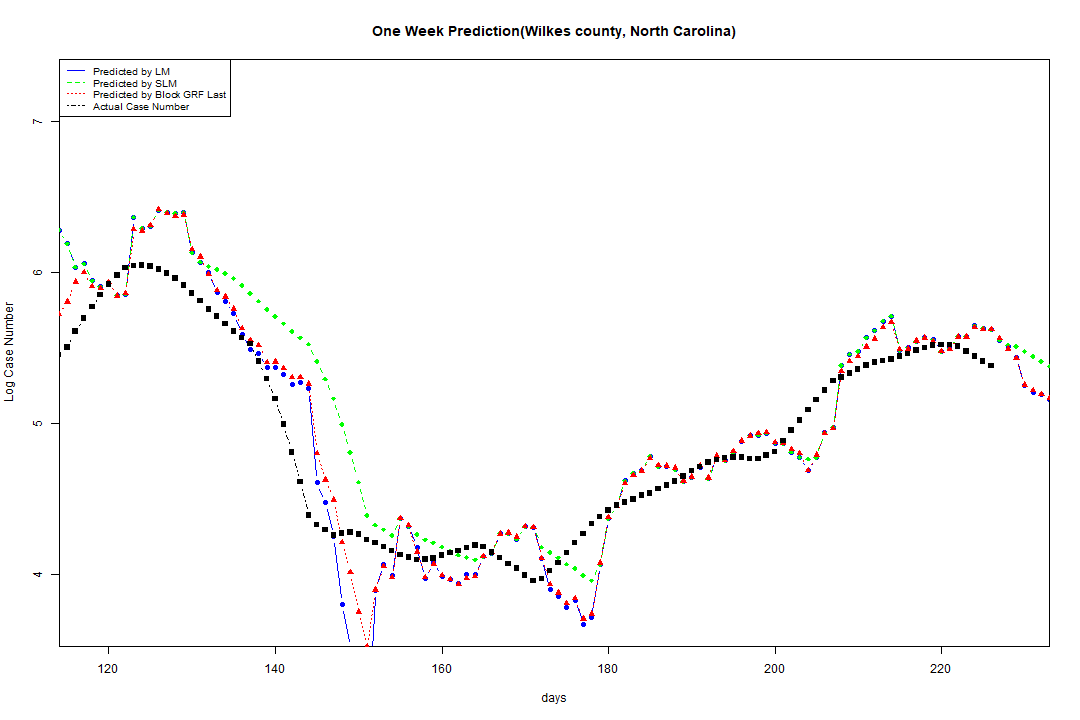 One Week Prediction(Wilkes county, North Carolina)
Predicted by LM
Predicted by SLM
Predicted by Block GRF Last
Actual Case Number
Log Case Number
7
6
5
4
120 140 160 180 200 220
days